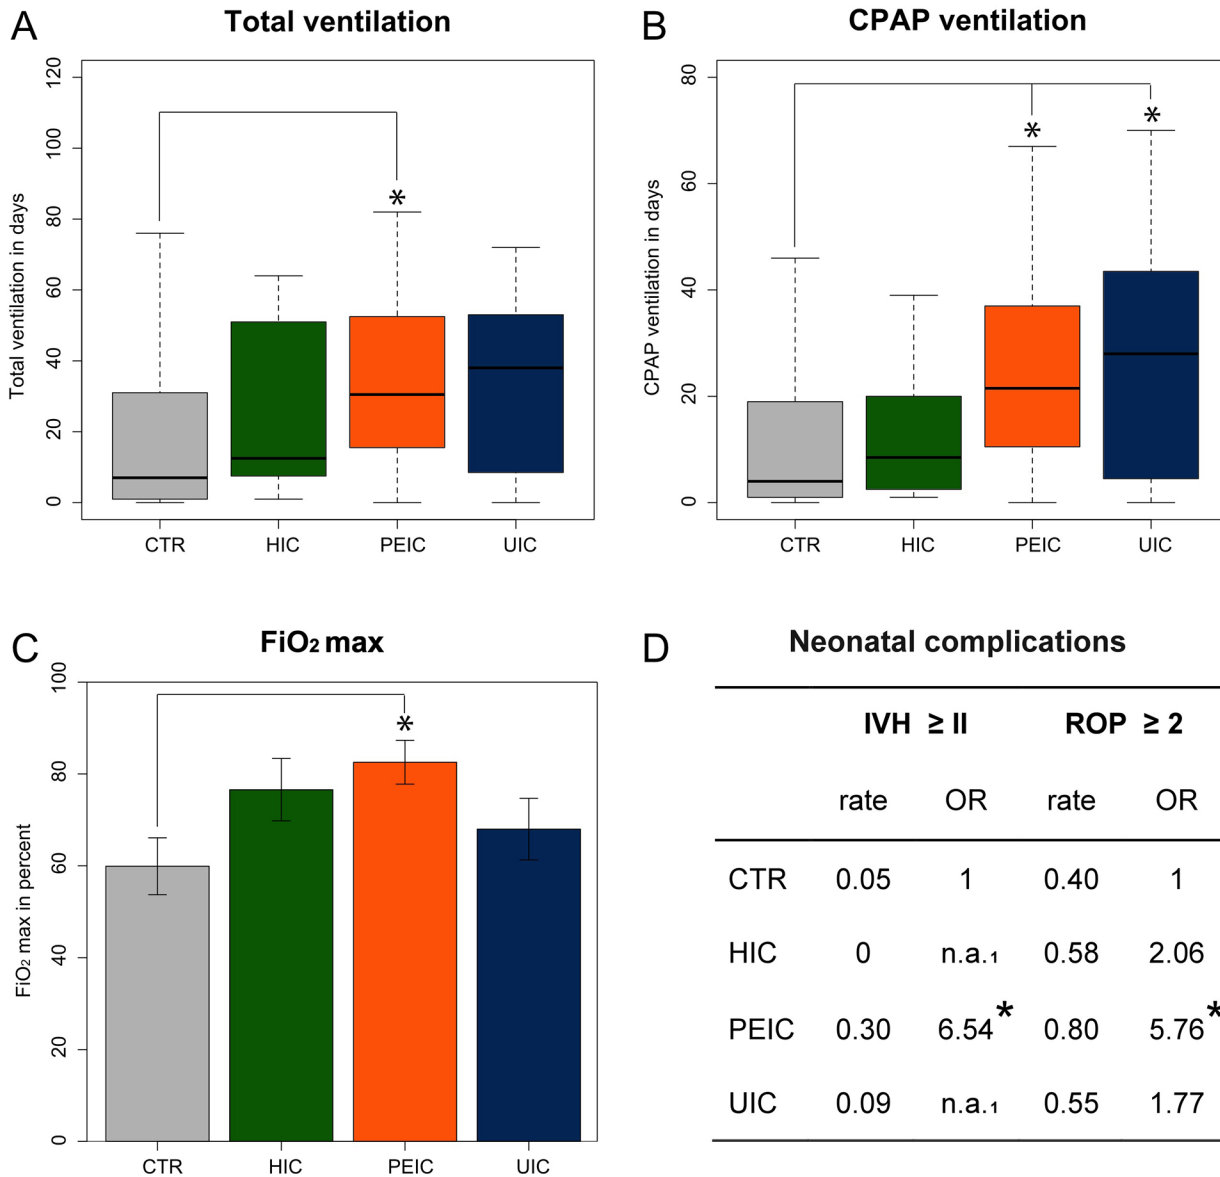 A
Total ventilation
Total ventilation in days
120
100
80
60
40
20
0
*
CTR HIC PEIC UIC
B
CPAP ventilation
CPAP ventilation in days
80
60
40
20
0
* *
CTR HIC PEIC UIC
C
FiO₂ max
FiO₂ max in percent
100
80
60
40
20
0
*
CTR HIC PEIC UIC
D
Neonatal complications
IVH ≥ II ROP ≥ 2
rate OR rate OR
CTR 0.05 1 0.40 1
HIC 0 n.a.₁ 0.58 2.06
PEIC 0.30 6.54* 0.80 5.76*
UIC 0.09 n.a.₁ 0.55 1.77